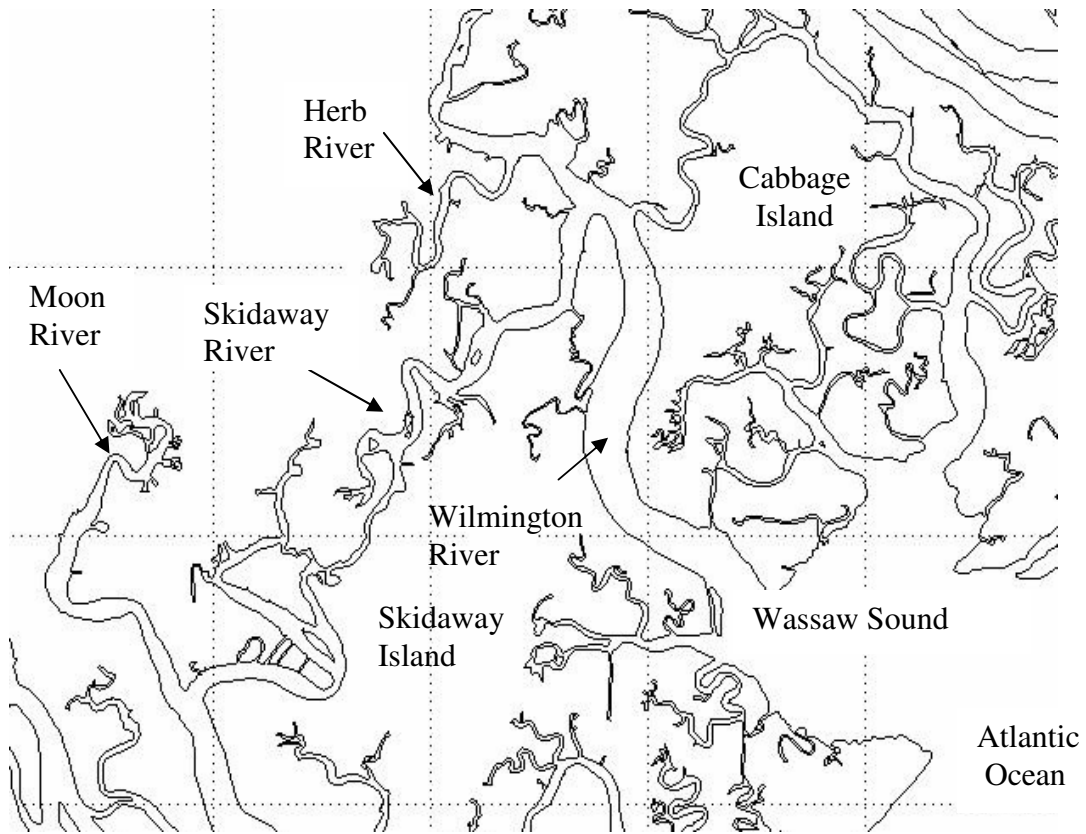 Herb
River
Cabbage
Island
Moon
River
Skidaway
River
Wilmington
River
Skidaway
Island
Wassaw Sound
Atlantic
Ocean